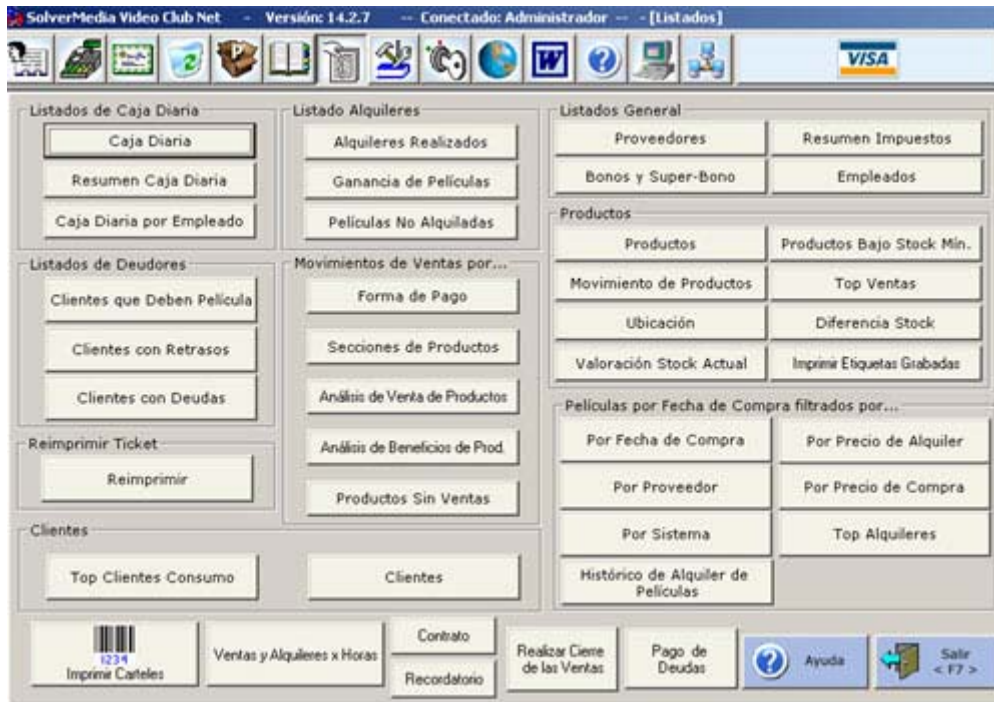 SolverMedia Video Club Net - Versión: 14.2.7 -- Conectado: Administrador -- - [Listados]
P
2
W
?
VISA
Listados de Caja Diaria
Caja Diaria
Resumen Caja Diaria
Caja Diaria por Empleado
Listado Alquileres
Alquileres Realizados
Ganancia de Películas
Películas No Alquiladas
Listados General
Proveedores
Resumen Impuestos
Bonos y Super-Bono
Empleados
Listados de Deudores
Clientes que Deben Película
Clientes con Retrasos
Clientes con Deudas
Movimientos de Ventas por...
Forma de Pago
Secciones de Productos
Análisis de Venta de Productos
Análisis de Beneficios de Prod.
Productos Sin Ventas
Productos
Productos
Productos Bajo Stock Mín.
Movimiento de Productos
Top Ventas
Ubicación
Diferencia Stock
Valoración Stock Actual
Imprimir Etiquetas Grabadas
Reimprimir Ticket
Reimprimir
Películas por Fecha de Compra filtrados por...
Por Fecha de Compra
Por Precio de Alquiler
Por Proveedor
Por Precio de Compra
Por Sistema
Top Alquileres
Histórico de Alquiler de
Películas
Clientes
Top Clientes Consumo
Clientes
1234
Imprimir Carteles
Ventas y Alquileres x Horas
Contrato
Recordatorio
Realizar Cierre
de las Ventas
Pago de
Deudas
?
Ayuda
Salir
< F7 >